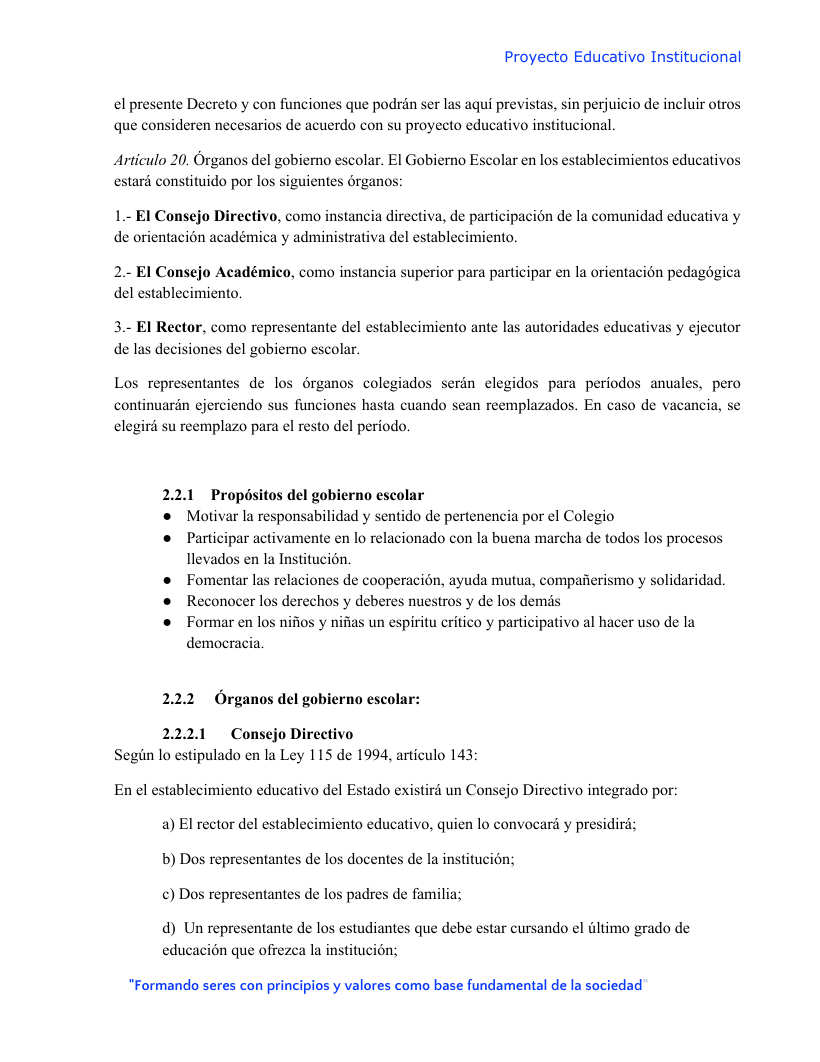 Proyecto Educativo Institucional
el presente Decreto y con funciones que podrán ser las aquí previstas, sin perjuicio de incluir otros
que consideren necesarios de acuerdo con su proyecto educativo institucional.
Artículo 20. Órganos del gobierno escolar. El Gobierno Escolar en los establecimientos educativos
estará constituido por los siguientes órganos:
1.- El Consejo Directivo, como instancia directiva, de participación de la comunidad educativa y
de orientación académica y administrativa del establecimiento.
2.- El Consejo Académico, como instancia superior para participar en la orientación pedagógica
del establecimiento.
3.- El Rector, como representante del establecimiento ante las autoridades educativas y ejecutor
de las decisiones del gobierno escolar.
Los representantes de los órganos colegiados serán elegidos para períodos anuales, pero
continuarán ejerciendo sus funciones hasta cuando sean reemplazados. En caso de vacancia, se
elegirá su reemplazo para el resto del período.
2.2.1 Propósitos del gobierno escolar
● Motivar la responsabilidad y sentido de pertenencia por el Colegio
● Participar activamente en lo relacionado con la buena marcha de todos los procesos
llevados en la Institución.
● Fomentar las relaciones de cooperación, ayuda mutua, compañerismo y solidaridad.
● Reconocer los derechos y deberes nuestros y de los demás
● Formar en los niños y niñas un espíritu crítico y participativo al hacer uso de la
democracia.
2.2.2 Órganos del gobierno escolar:
2.2.2.1 Consejo Directivo
Según lo estipulado en la Ley 115 de 1994, artículo 143:
En el establecimiento educativo del Estado existirá un Consejo Directivo integrado por:
a) El rector del establecimiento educativo, quien lo convocará y presidirá;
b) Dos representantes de los docentes de la institución;
c) Dos representantes de los padres de familia;
d) Un representante de los estudiantes que debe estar cursando el último grado de
educación que ofrezca la institución;
"Formando seres con principios y valores como base fundamental de la sociedad"